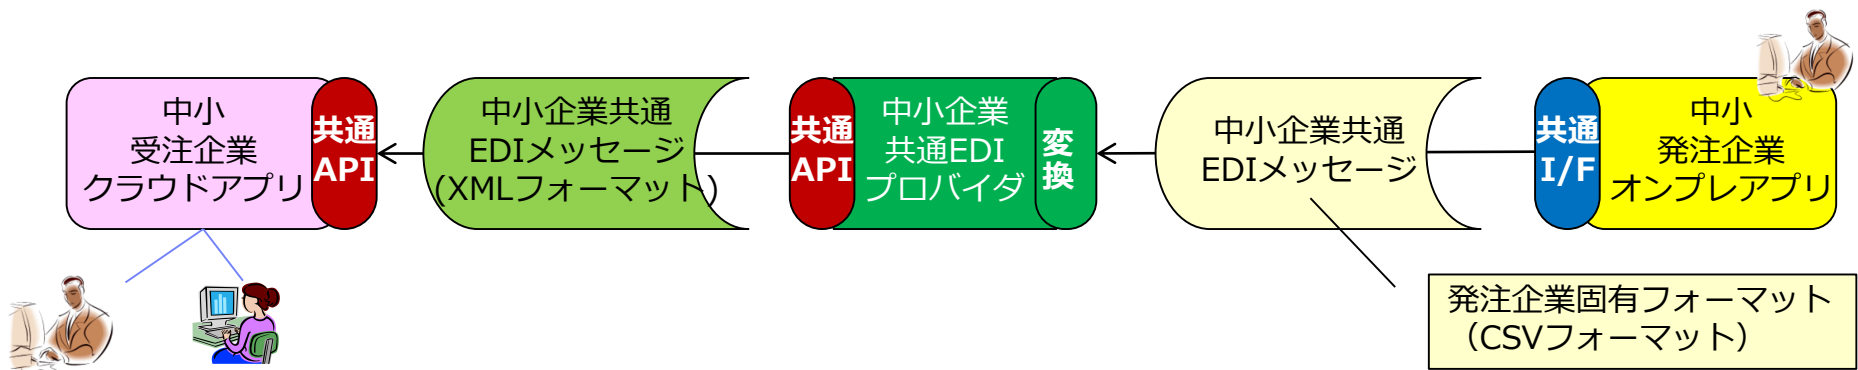 中小
受注企業
クラウドアプリ
共通
API
中小企業共通
EDIメッセージ
(XMLフォーマット)
共通
API
中小企業
共通EDI
プロバイダ
変
換
中小企業共通
EDIメッセージ
共通
I/F
中小
発注企業
オンプレアプリ
発注企業固有フォーマット
（CSVフォーマット）